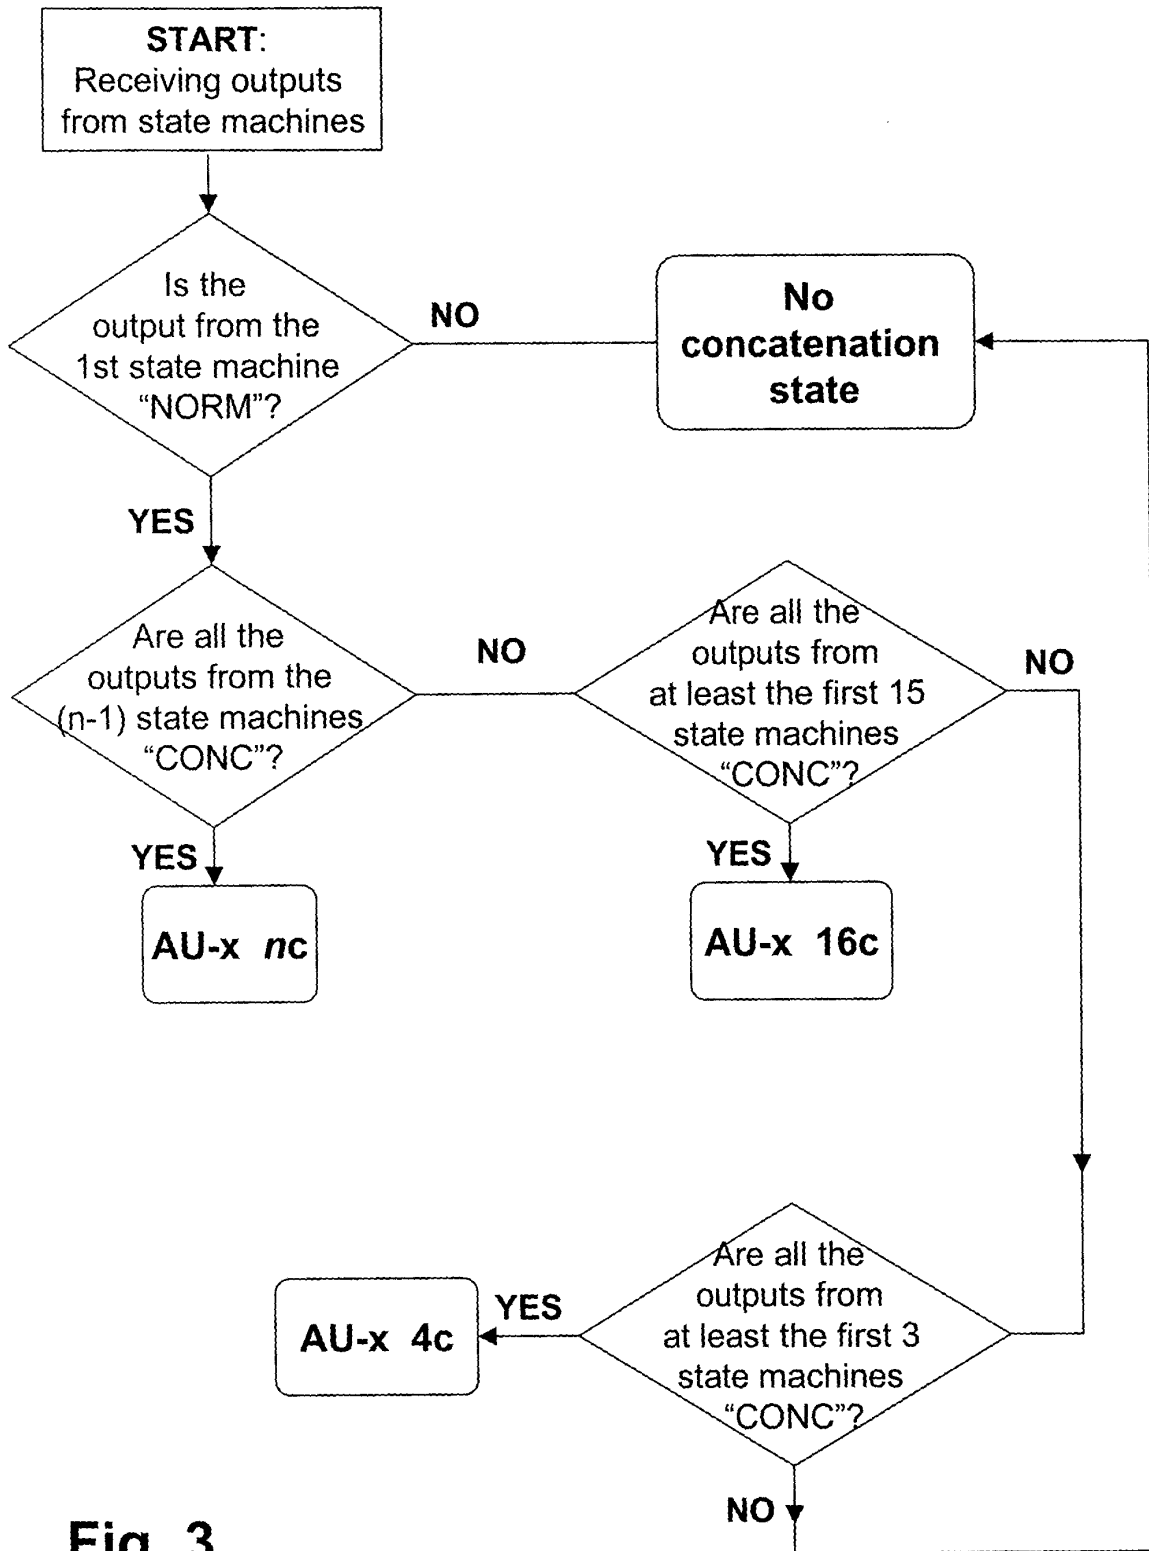 START:
Receiving outputs
from state machines
Is the
output from the
1st state machine
“NORM”?
NO
No
concatenation
state
YES
Are all the
outputs from the
(n-1) state machines
“CONC”?
NO
Are all the
outputs from
at least the first 15
state machines
“CONC”?
NO
YES
AU-x nc
YES
AU-x 16c
Are all the
outputs from
at least the first 3
state machines
“CONC”?
YES
AU-x 4c
NO
Fig. 3